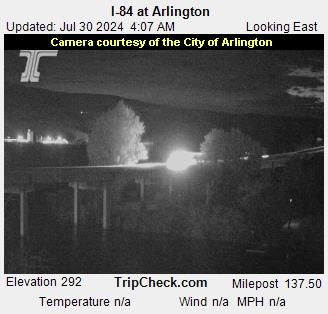 I-84 at Arlington
Updated: Jul 30 2024 4:07 AM Looking East
Camera courtesy of the City of Arlington
Elevation 292 TripCheck.com Milepost 137.50
Temperature n/a Wind n/a MPH n/a